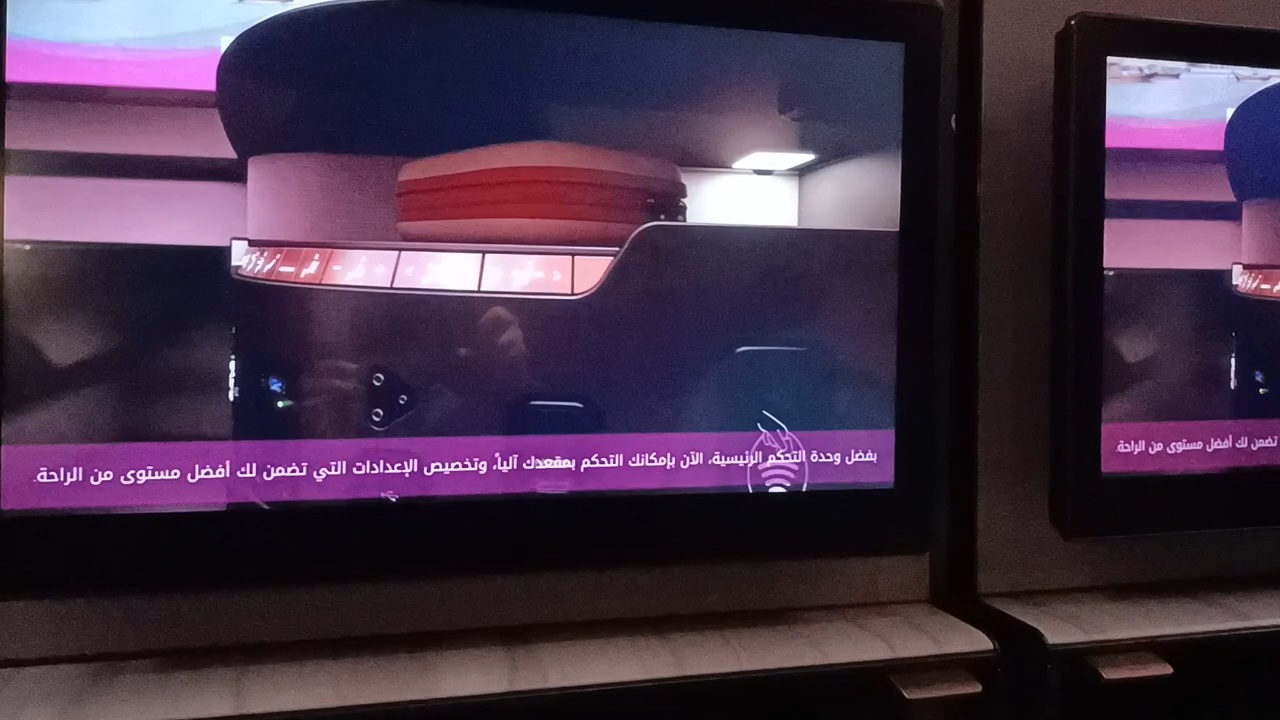 بفضل وحدة التحكم الرئيسية، الآن بإمكانك التحكم بمقعدك آلياً، وتخصيص الإعدادات التي تضمن لك أفضل مستوى من الراحة.
تضمن لك أفضل مستوى من الراحة.